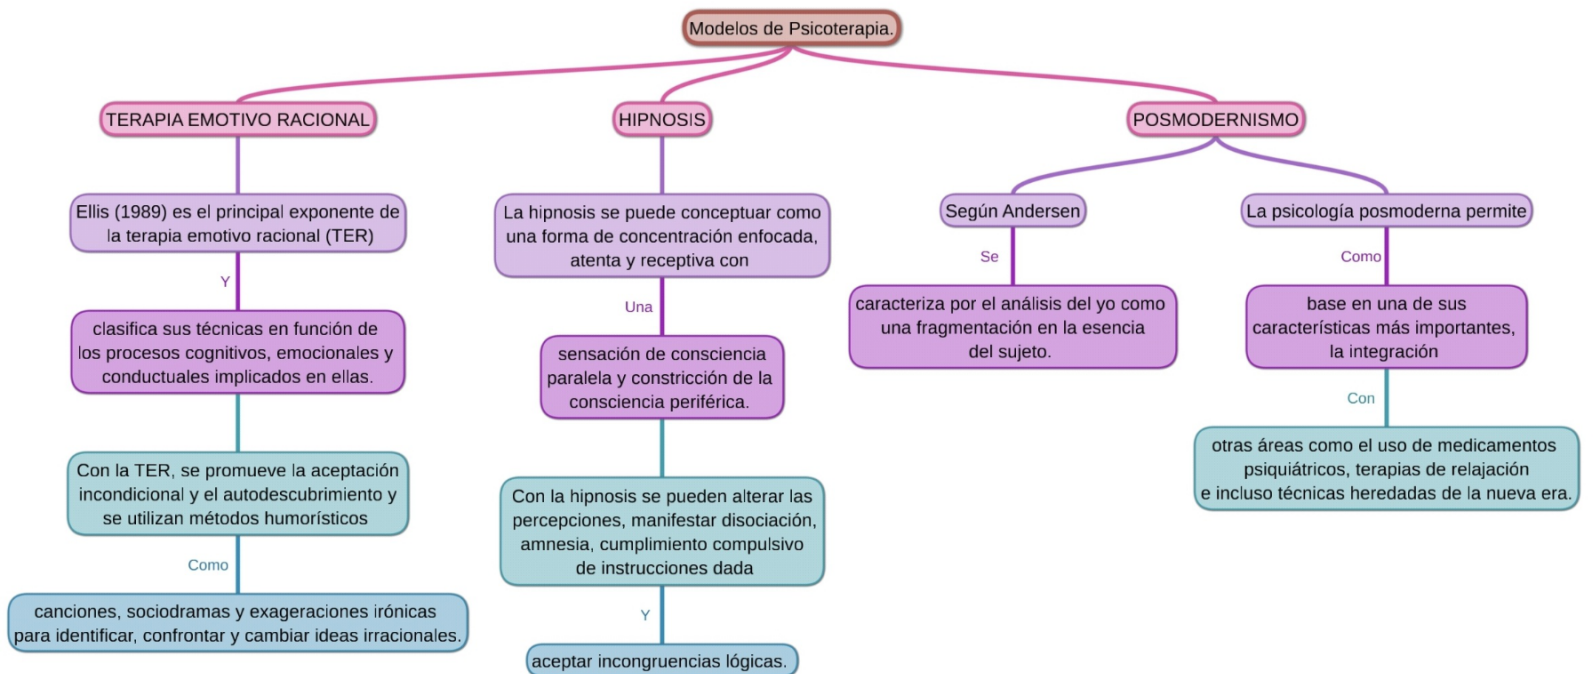 Modelos de Psicoterapia.
TERAPIA EMOTIVO RACIONAL
Ellis (1989) es el principal exponente de
la terapia emotivo racional (TER)
Y
clasifica sus técnicas en función de
los procesos cognitivos, emocionales y
conductuales implicados en ellas.
Con la TER, se promueve la aceptación
incondicional y el autodescubrimiento y
se utilizan métodos humorísticos
Como
canciones, sociodramas y exageraciones irónicas
para identificar, confrontar y cambiar ideas irracionales.
HIPNOSIS
La hipnosis se puede conceptuar como
una forma de concentración enfocada,
atenta y receptiva con
Una
sensación de consciencia
paralela y constricción de la
consciencia periférica.
Con la hipnosis se pueden alterar las
percepciones, manifestar disociación,
amnesia, cumplimiento compulsivo
de instrucciones dada
Y
aceptar incongruencias lógicas.
POSMODERNISMO
Según Andersen
Se
caracteriza por el análisis del yo como
una fragmentación en la esencia
del sujeto.
La psicología posmoderna permite
Como
base en una de sus
características más importantes,
la integración
Con
otras áreas como el uso de medicamentos
psiquiátricos, terapias de relajación
e incluso técnicas heredadas de la nueva era.